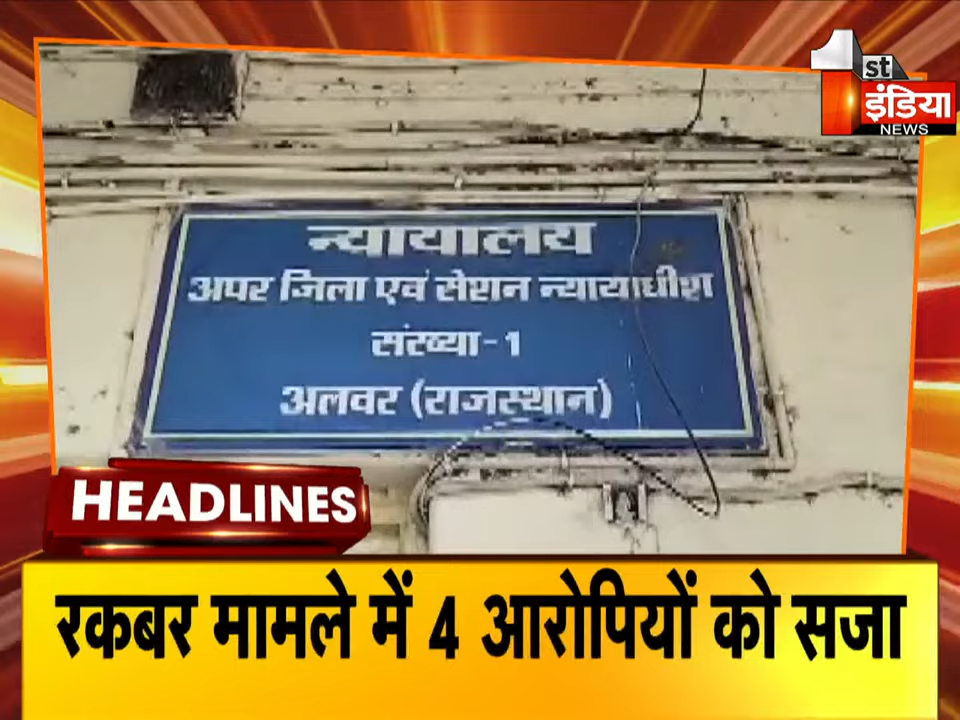 1st
इंडिया
NEWS
न्यायालय
अपर जिला एवं सेशन न्यायाधीश
संख्या-1
अलवर (राजस्थान)
HEADLINES
रकबर मामले में 4 आरोपियों को सजा